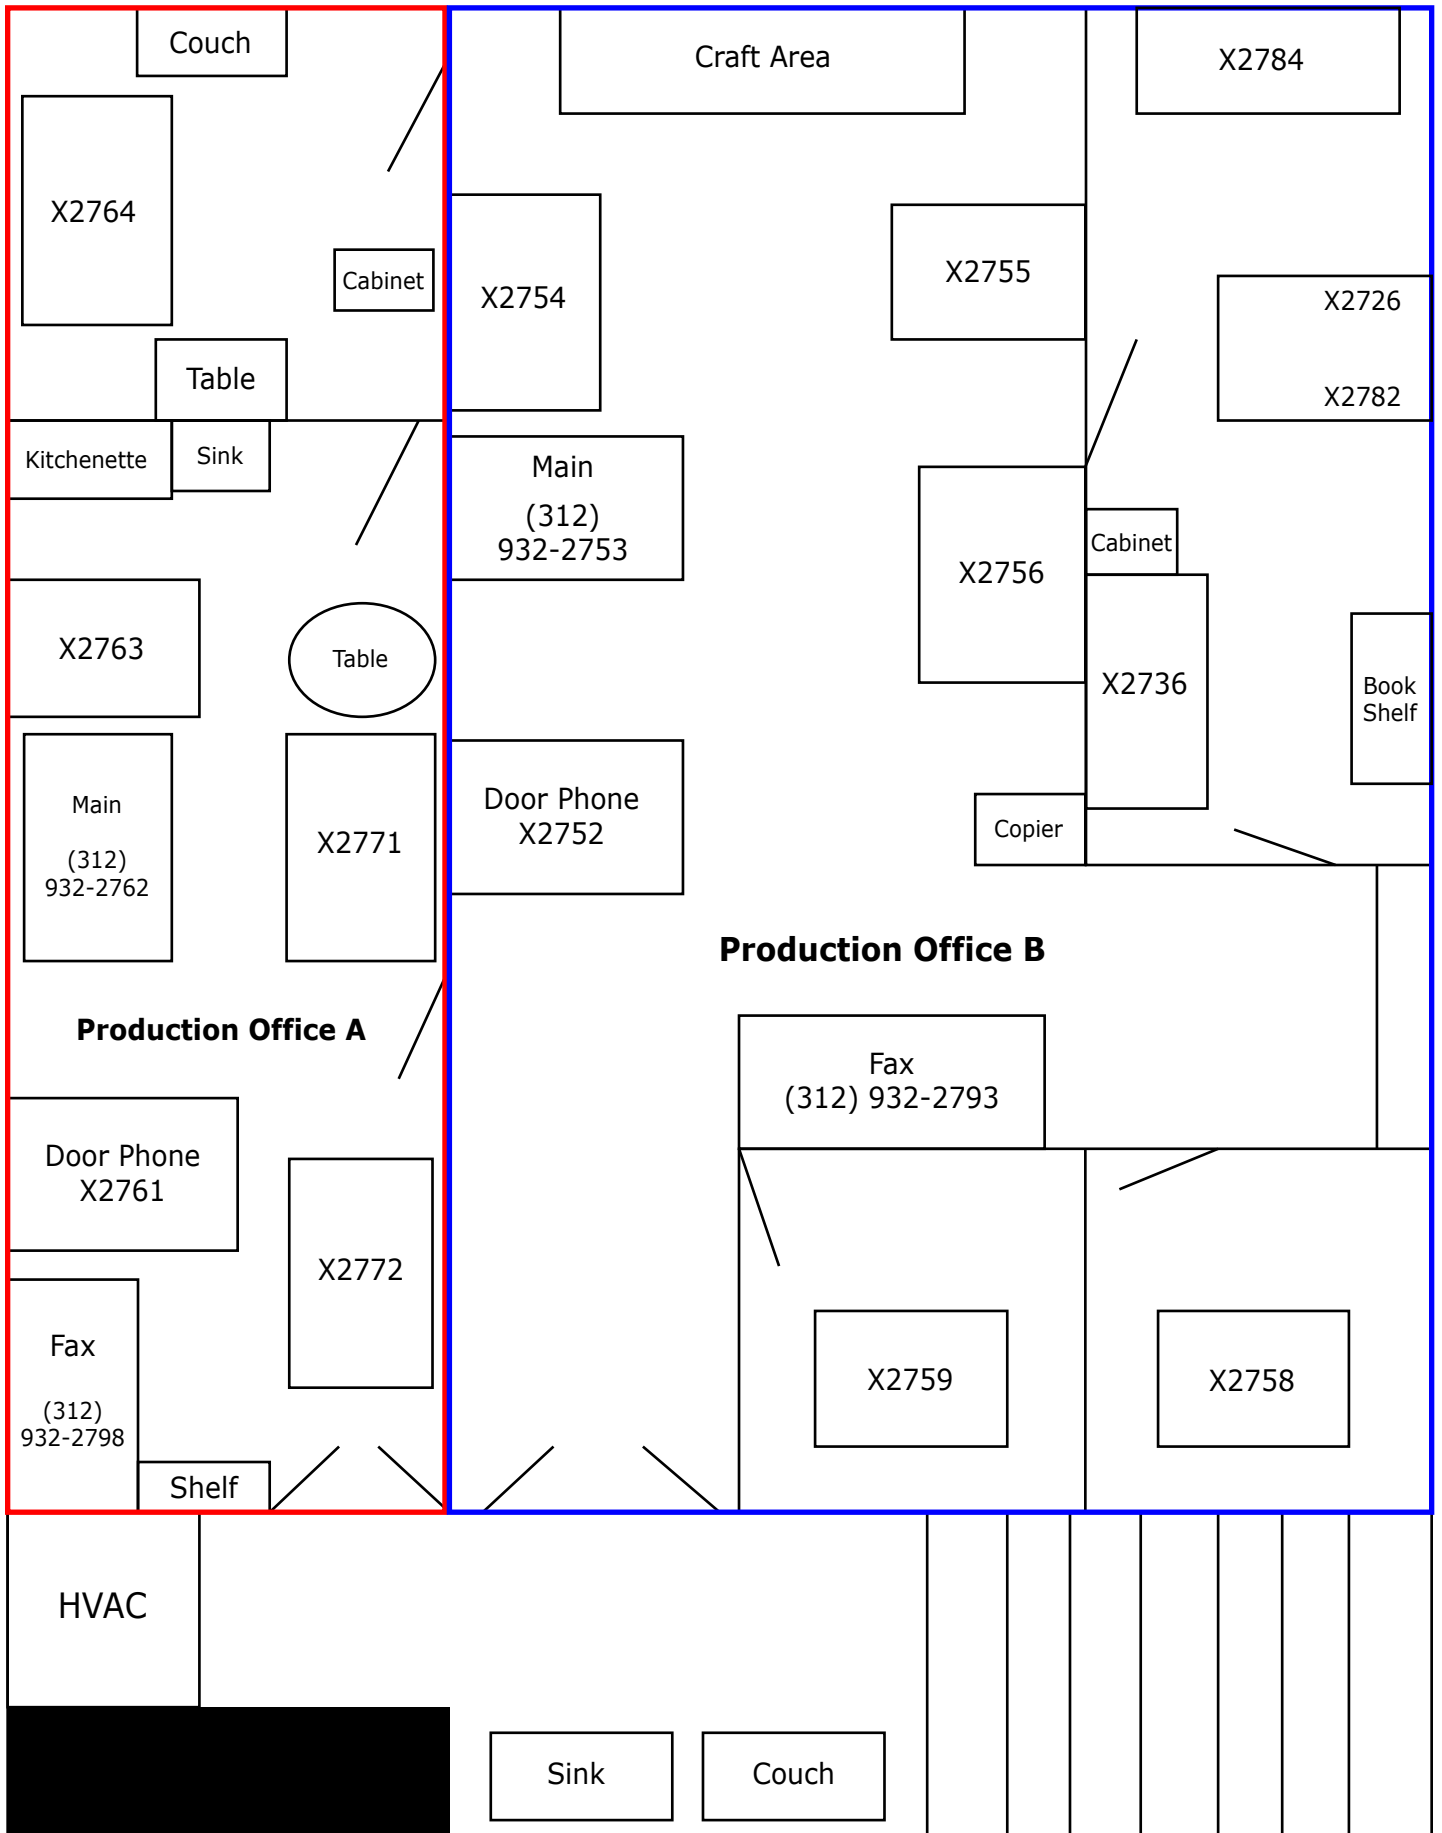 Couch
X2764
Cabinet
Table
Kitchenette
Sink
X2763
Table
Main
(312)
932-2762
X2771
Production Office A
Door Phone
X2761
X2772
Fax
(312)
932-2798
Shelf
Craft Area
X2784
X2754
X2755
X2726
X2782
Main
(312)
932-2753
X2756
Cabinet
X2736
Book
Shelf
Door Phone
X2752
Copier
Production Office B
Fax
(312) 932-2793
X2759
X2758
HVAC
Sink
Couch